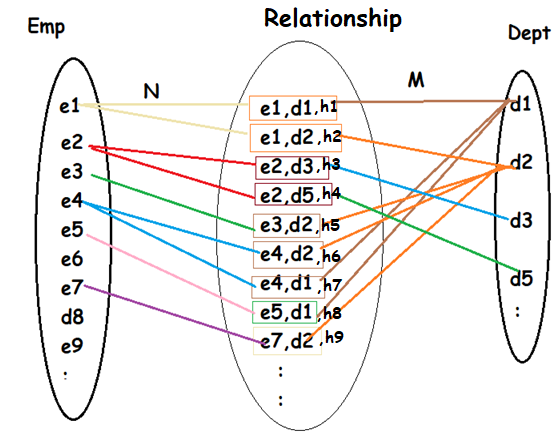 Emp
Relationship
Dept
N
M
e1
e2
e3
e4
e5
e6
e7
d8
e9
:
e1,d1,h1
e1,d2,h2
e2,d3,h3
e2,d5,h4
e3,d2,h5
e4,d2,h6
e4,d1,h7
e5,d1,h8
e7,d2,h9
:
:
d1
d2
d3
d5
: